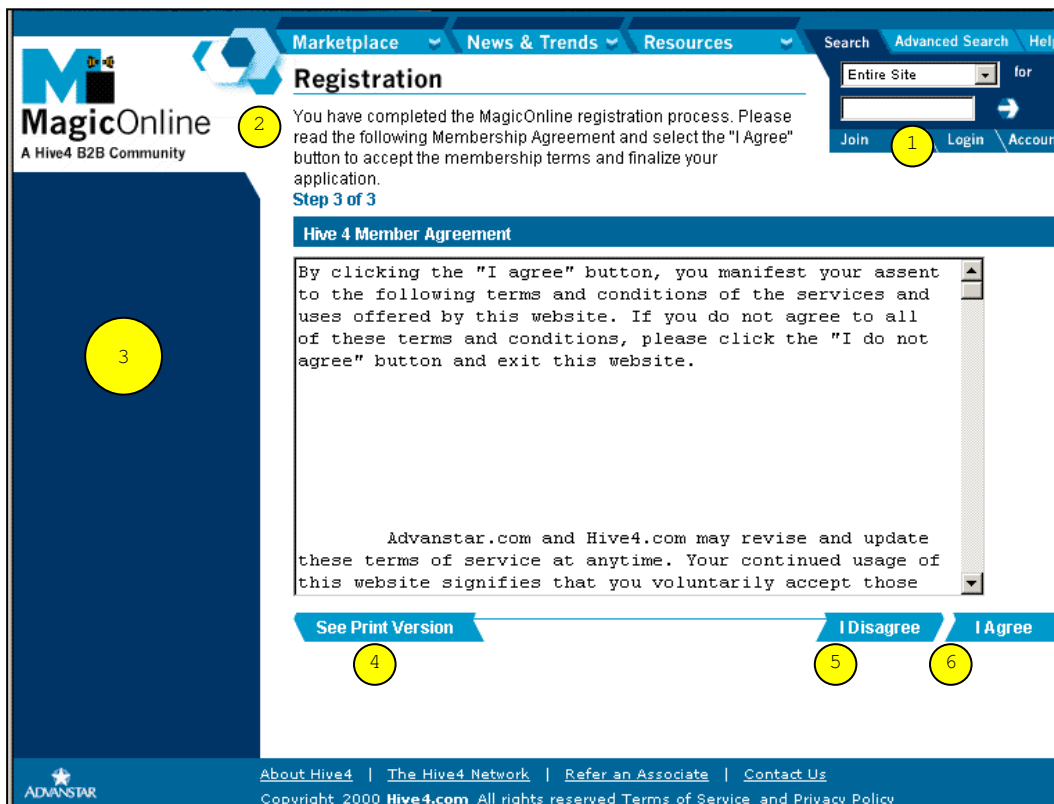 Marketplace News & Trends Resources
Search Advanced Search Help
Entire Site for
Join 1 Login Accoun
MagicOnline
A Hive4 B2B Community
Registration
2
You have completed the MagicOnline registration process. Please
read the following Membership Agreement and select the "I Agree"
button to accept the membership terms and finalize your
application.
Step 3 of 3
Hive 4 Member Agreement
By clicking the "I agree" button, you manifest your assent
to the following terms and conditions of the services and
uses offered by this website. If you do not agree to all
of these terms and conditions, please click the "I do not
agree" button and exit this website.
3
Advanstar.com and Hive4.com may revise and update
these terms of service at anytime. Your continued usage of
this website signifies that you voluntarily accept those
See Print Version I Disagree I Agree
4 5 6
ADVANSTAR
About Hive4 | The Hive4 Network | Refer an Associate | Contact Us
Copyright 2000 Hive4.com All rights reserved Terms of Service and Privacy Policy